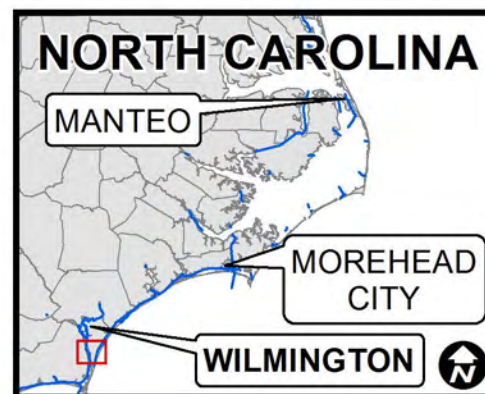 NORTH CAROLINA
MANTEO
MOREHEAD
CITY
WILMINGTON
N